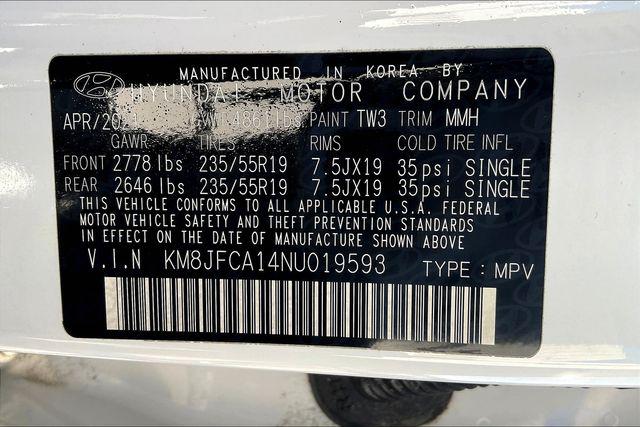 MANUFACTURED IN KOREA BY
HYUNDAI MOTOR COMPANY
APR/2021 GVWR 4861lbs PAINT TW3 TRIM MMH
GAWR TIRES RIMS COLD TIRE INFL
FRONT 2778 lbs 235/55R19 7.5JX19 35psi SINGLE
REAR 2646 lbs 235/55R19 7.5JX19 35psi SINGLE
THIS VEHICLE CONFORMS TO ALL APPLICABLE U.S.A. FEDERAL
MOTOR VEHICLE SAFETY AND THEFT PREVENTION STANDARDS
IN EFFECT ON THE DATE OF MANUFACTURE SHOWN ABOVE
V.I.N KM8JFCA14NU019593 TYPE : MPV